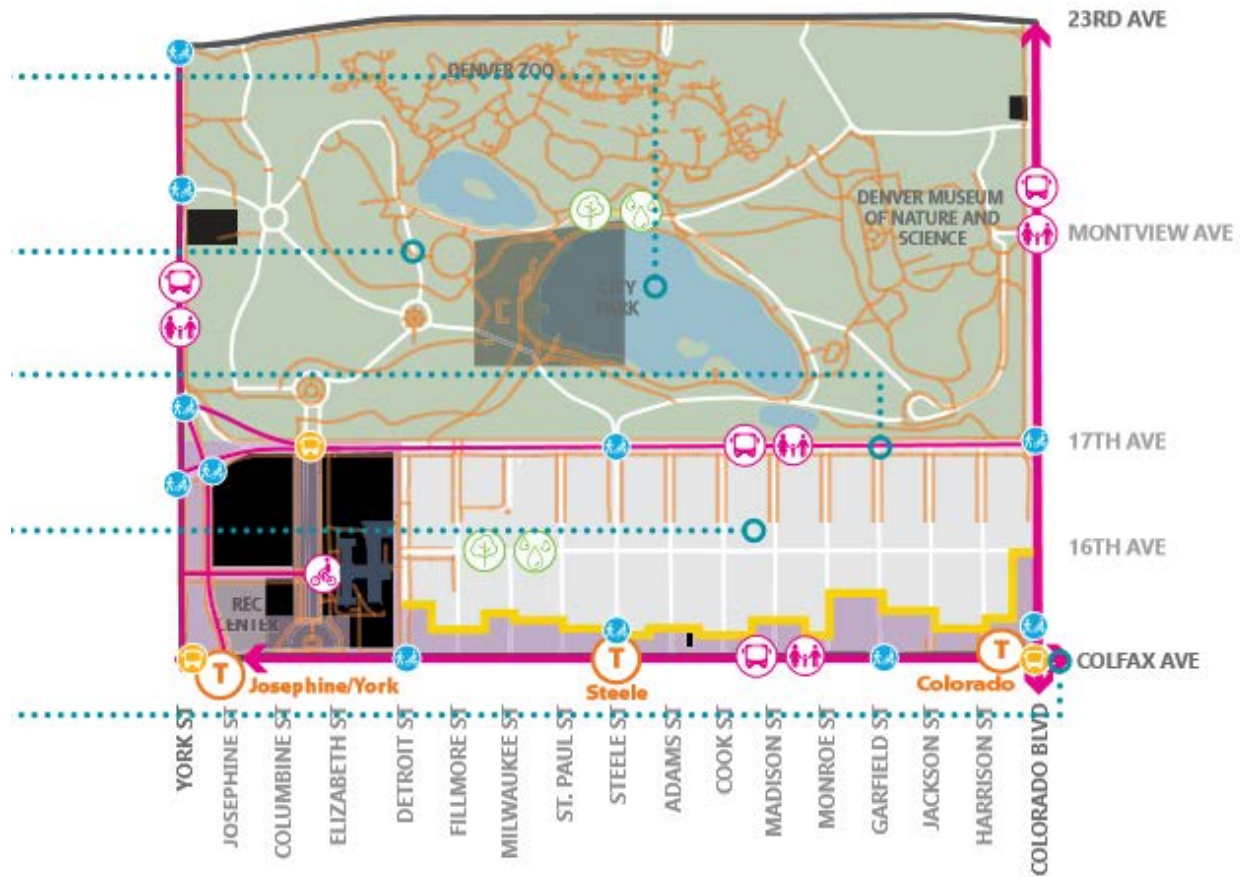 23RD AVE
DENVER ZOO
DENVER MUSEUM
OF NATURE AND
SCIENCE
MONTVIEW AVE
CITY
PARK
17TH AVE
16TH AVE
REC
CENTER
T
T
T
COLFAX AVE
Josephine/York
Steele
Colorado
YORK ST
JOSEPHINE ST
COLUMBINE ST
ELIZABETH ST
DETROIT ST
FILLMORE ST
MILWAUKEE ST
ST. PAUL ST
STEELE ST
ADAMS ST
COOK ST
MADISON ST
MONROE ST
GARFIELD ST
JACKSON ST
HARRISON ST
COLORADO BLVD